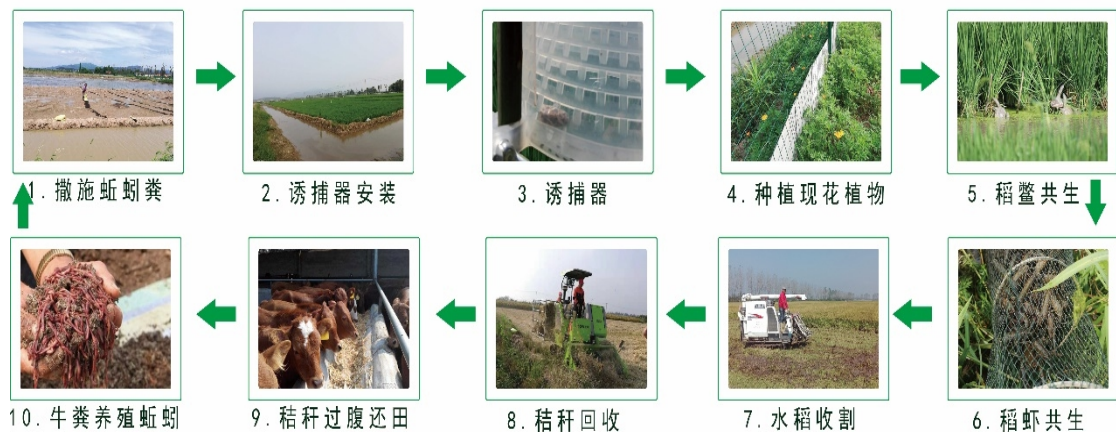 1. 撒施蚯蚓粪
2. 诱捕器安装
3. 诱捕器
4. 种植现花植物
5. 稻鳖共生
10. 牛粪养殖蚯蚓
9. 秸秆过腹还田
8. 秸秆回收
7. 水稻收割
6. 稻虾共生